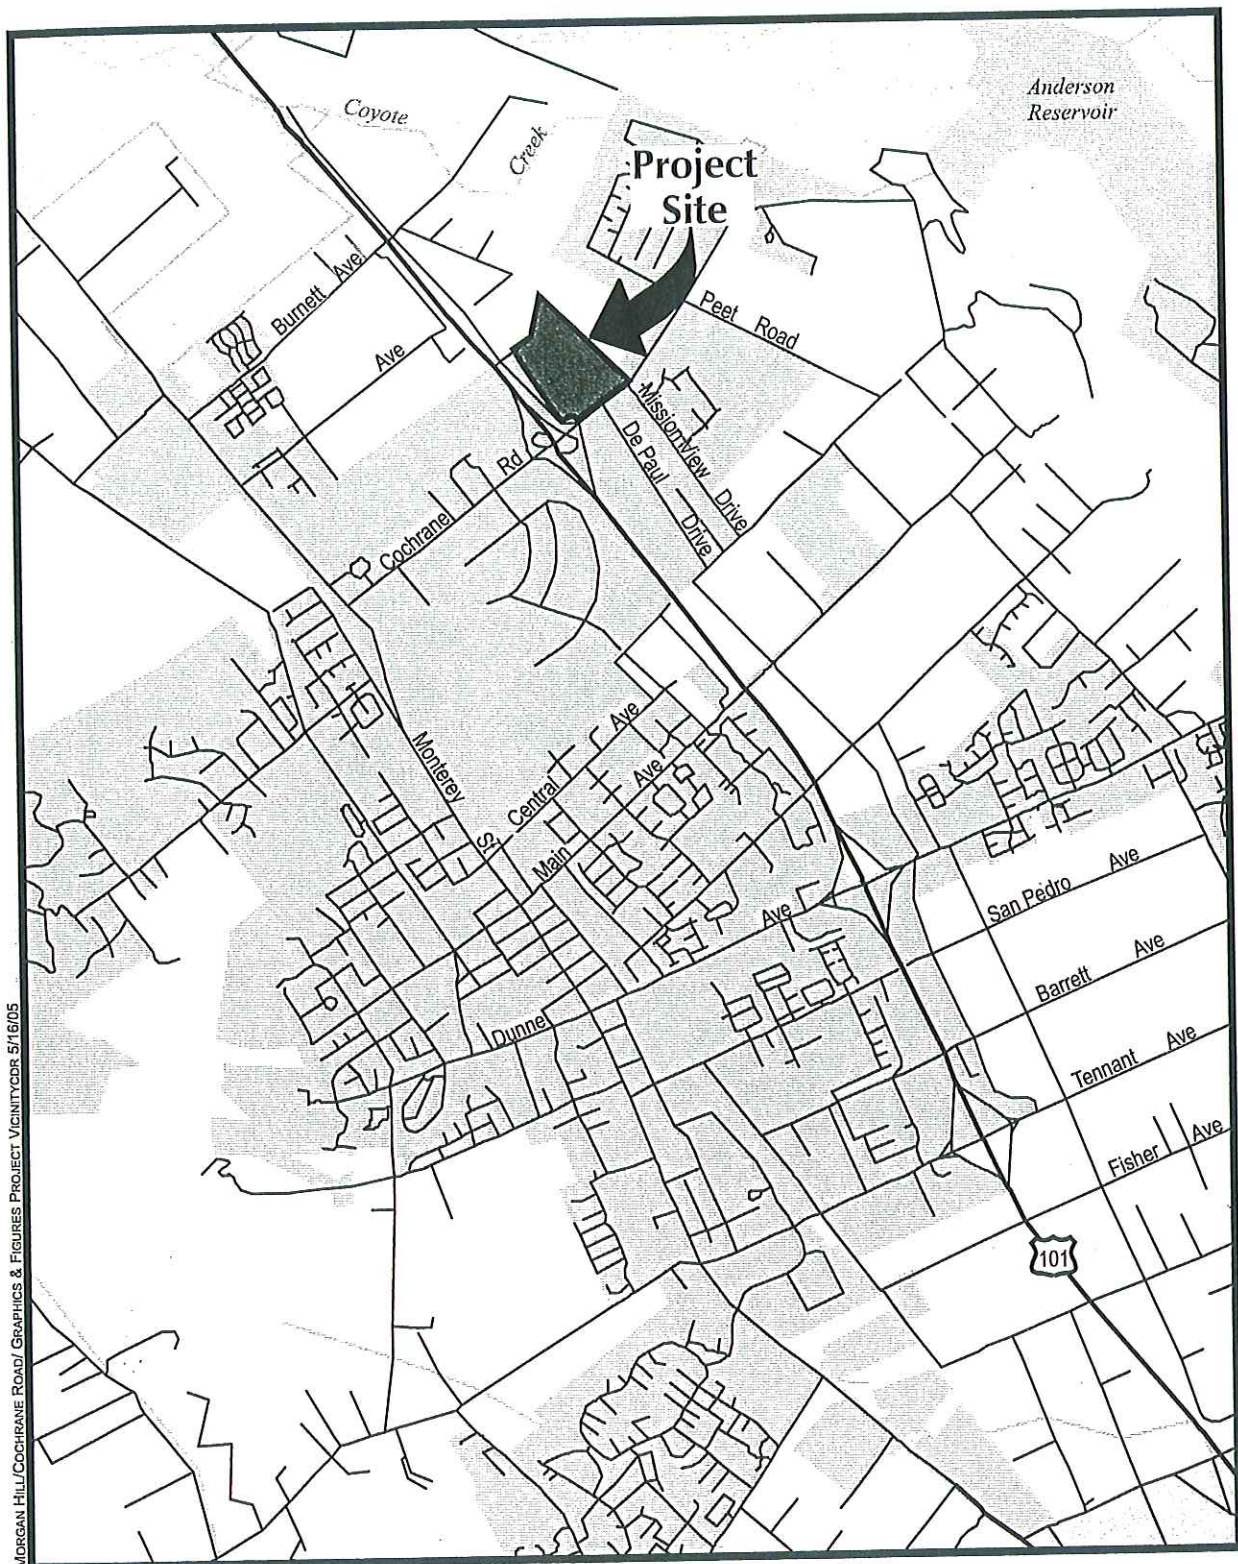 Anderson
Reservoir
Coyote
Creek
Project
Site
Burnett Ave
Ave
Peet Road
Mission View Drive
De Paul Drive
Cochrane Rd
Monterey St
Central Ave
Main Ave
Dunne Ave
San Pedro Ave
Barrett Ave
Tennant Ave
Fisher Ave
101
MORGAN HILL/COCHRANE ROAD/ GRAPHICS & FIGURES PROJECT VICINITYCDR 5/16/05